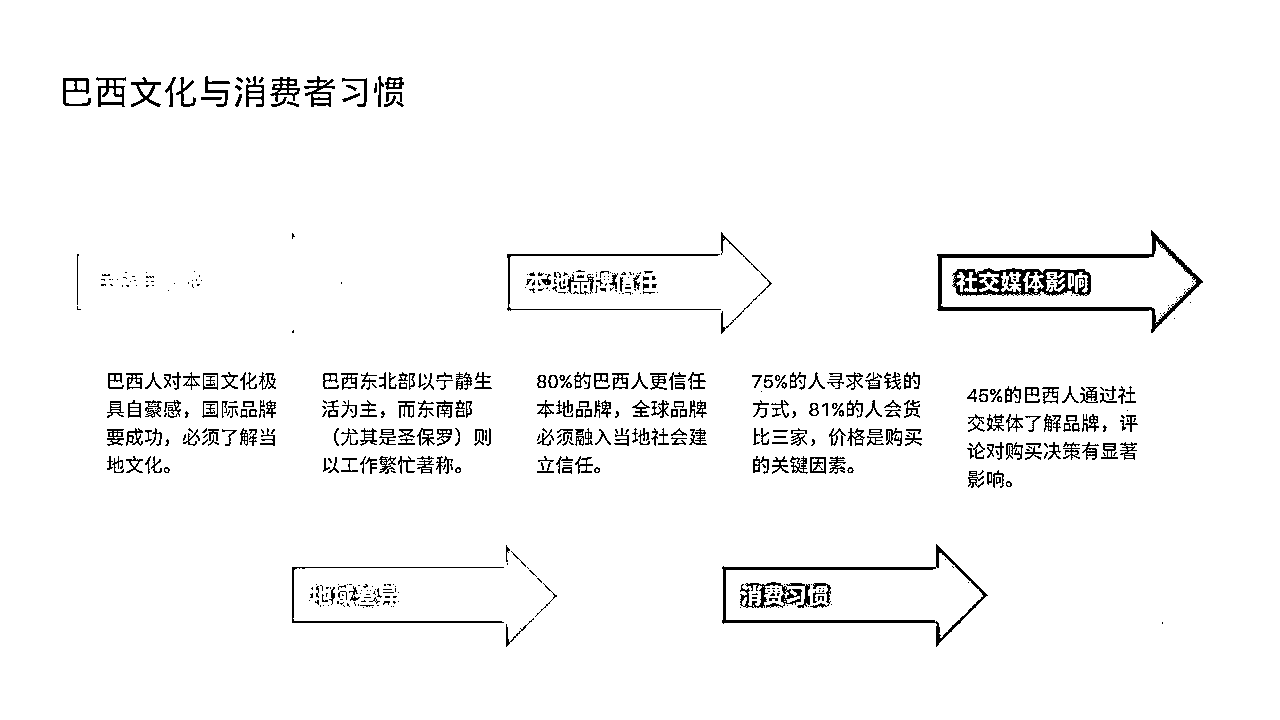 巴西文化与消费者习惯
本地品牌信任
社交媒体影响
巴西人对本国文化极
具自豪感，国际品牌
要成功，必须了解当
地文化。
巴西东北部以宁静生
活为主，而东南部
（尤其是圣保罗）则
以工作繁忙著称。
80%的巴西人更信任
本地品牌，全球品牌
必须融入当地社会建
立信任。
75%的人寻求省钱的
方式，81%的人会货
比三家，价格是购买
的关键因素。
45%的巴西人通过社
交媒体了解品牌，评
论对购买决策有显著
影响。
地域差异
消费习惯